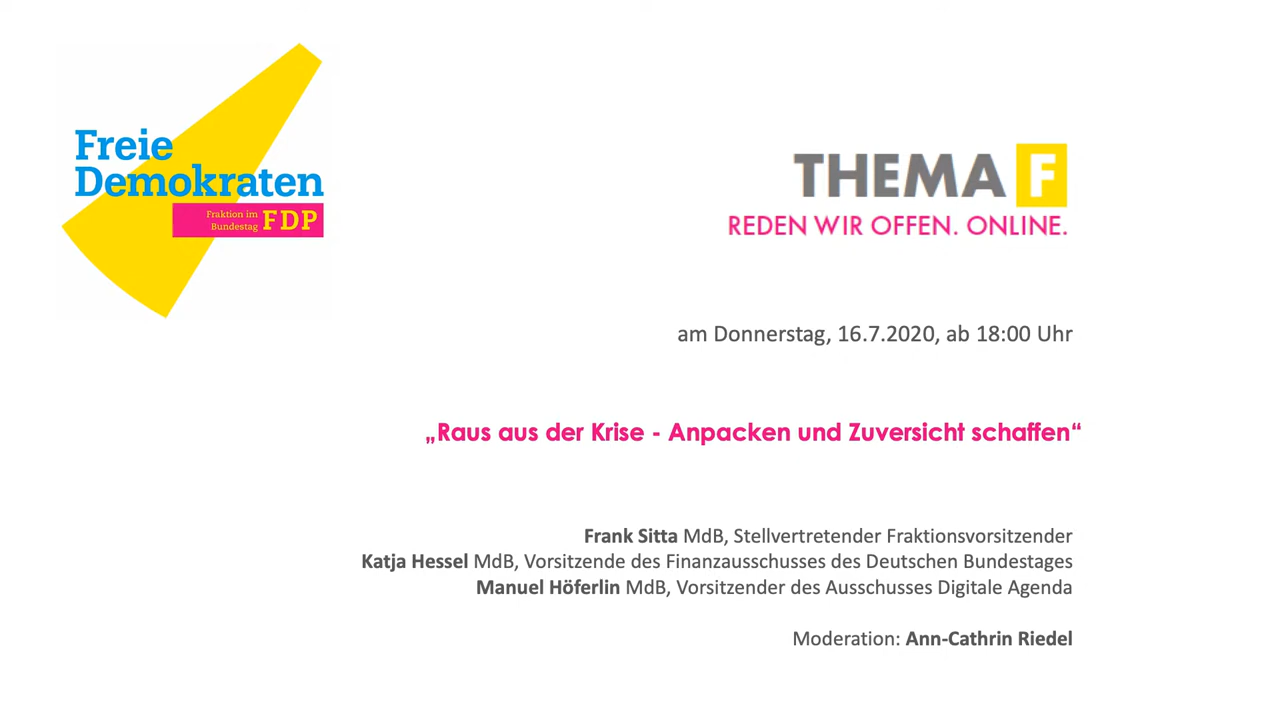 Freie
Demokraten
Fraktion im
Bundestag FDP
THEMA F
REDEN WIR OFFEN. ONLINE.
am Donnerstag, 16.7.2020, ab 18:00 Uhr
„Raus aus der Krise - Anpacken und Zuversicht schaffen“
Frank Sitta MdB, Stellvertretender Fraktionsvorsitzender
Katja Hessel MdB, Vorsitzende des Finanzausschusses des Deutschen Bundestages
Manuel Höferlin MdB, Vorsitzender des Ausschusses Digitale Agenda
Moderation: Ann-Cathrin Riedel